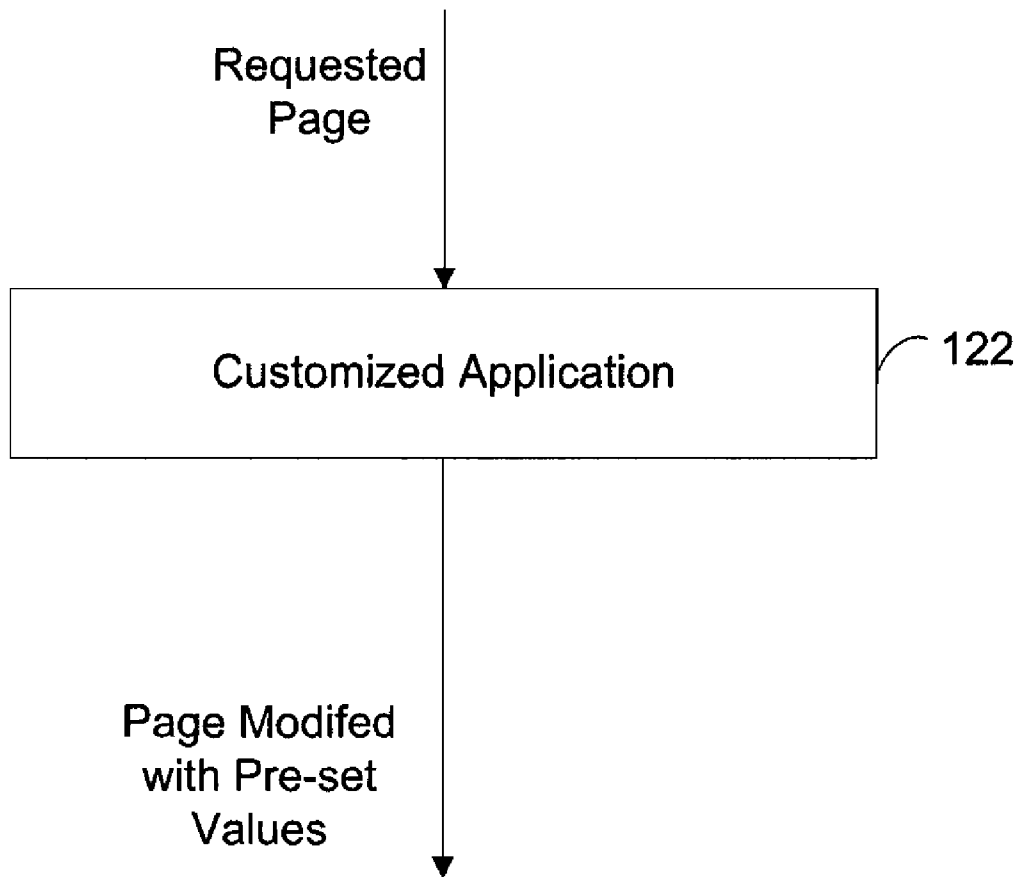 Requested
Page
Customized Application
122
Page Modifed
with Pre-set
Values